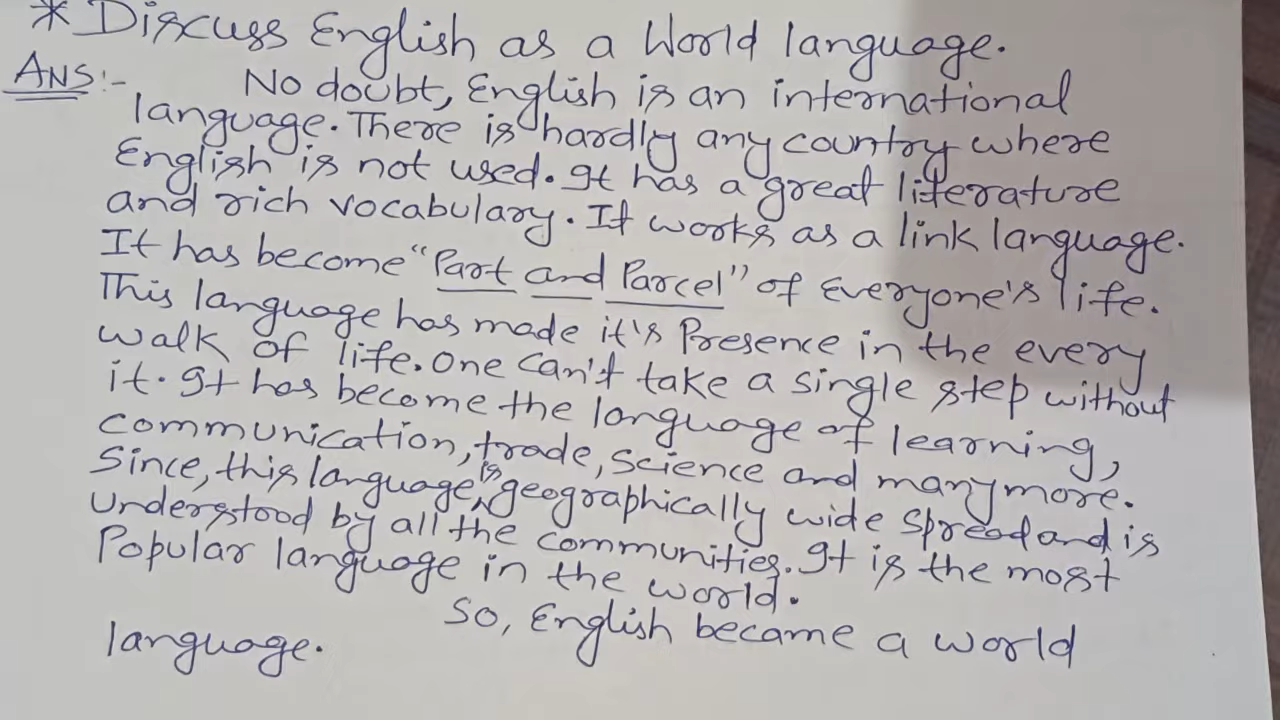 * Discuss English as a World language.
Ans:- No doubt, English is an international
language. There is hardly any country where
English is not used. It has a great literature
and rich vocabulary. It works as a link language.
It has become "Part and Parcel" of everyone's life.
This language has made it's Presence in the every
walk of life. One can't take a single step without
it. It has become the language of learning,
communication, trade, science and many more.
Since, this language is geographically wide spread and is
understood by all the communities. It is the most
Popular language in the world.
So, English became a world
language.